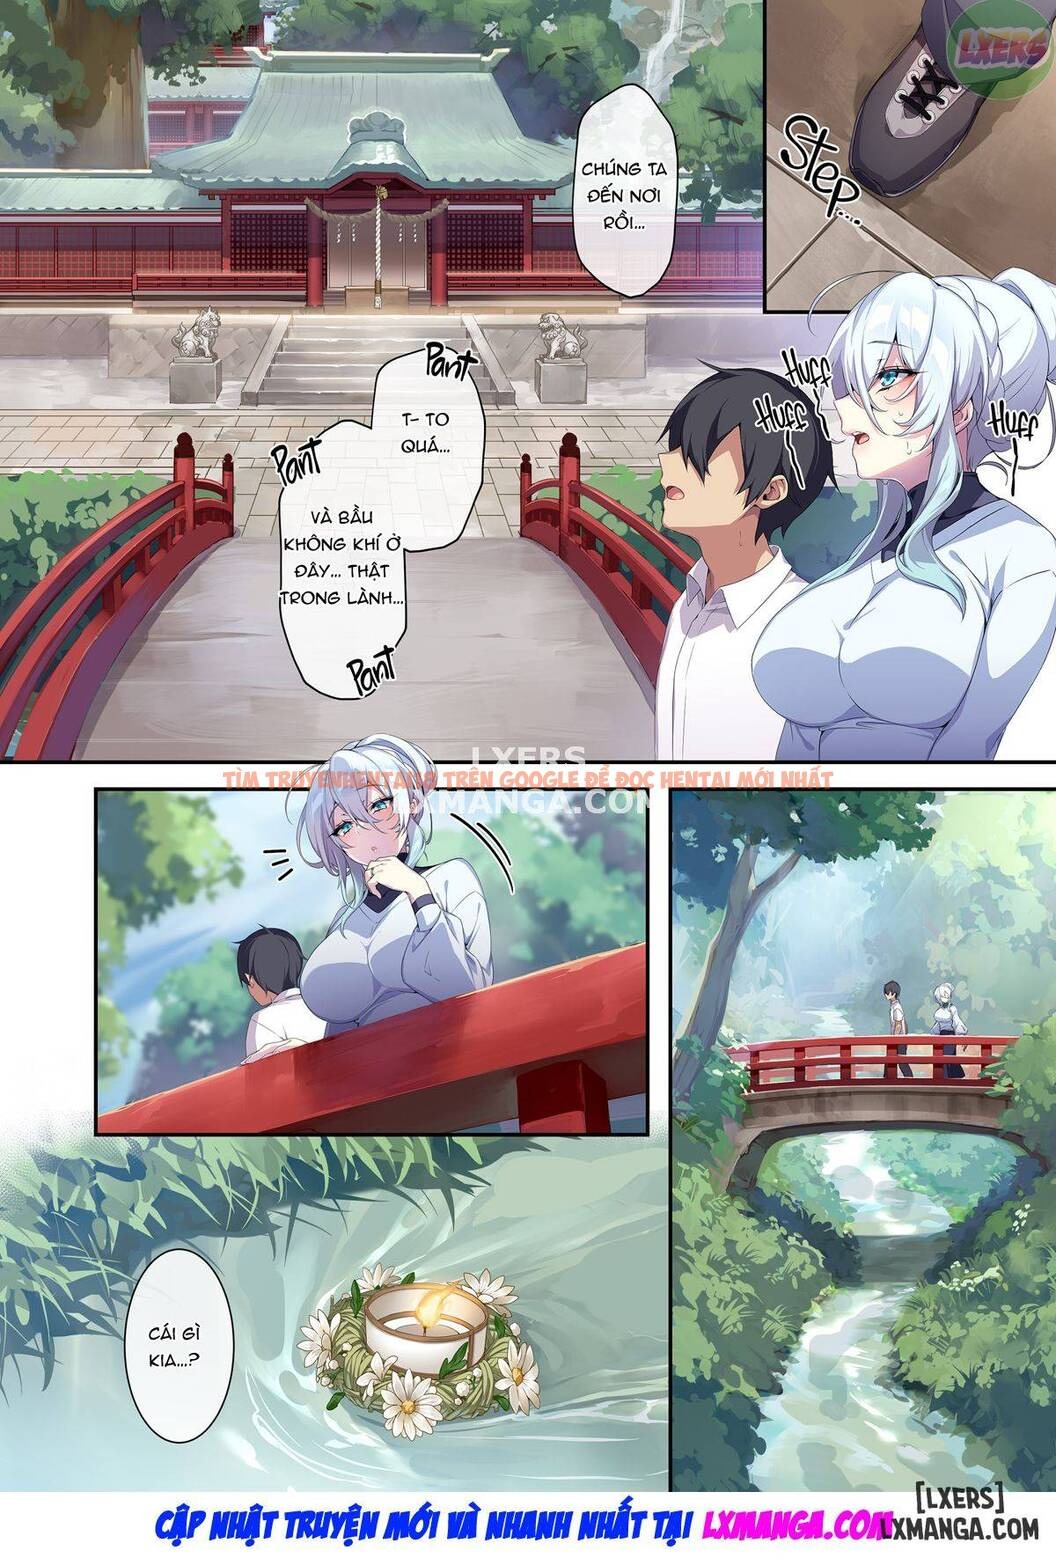 LXERS
Step...
CHÚNG TA
ĐẾN NƠI
RỒI...
Huff
Huff
Huff
Pant
T- TO
QUÁ...
Pant
VÀ BẦU
KHÔNG KHÍ Ở
ĐÂY... THẬT
TRONG LÀNH...
Pant
LXERS
TÌM TRUYENHENTAI18 TRÊN GOOGLE ĐỂ ĐỌC HENTAI MỚI NHẤT
LXMANGA.COM
CÁI GÌ
KIA...?
[LXERS]
CẬP NHẬT TRUYỆN MỚI VÀ NHANH NHẤT TẠI LXMANGA.COM
LXMANGA.COM